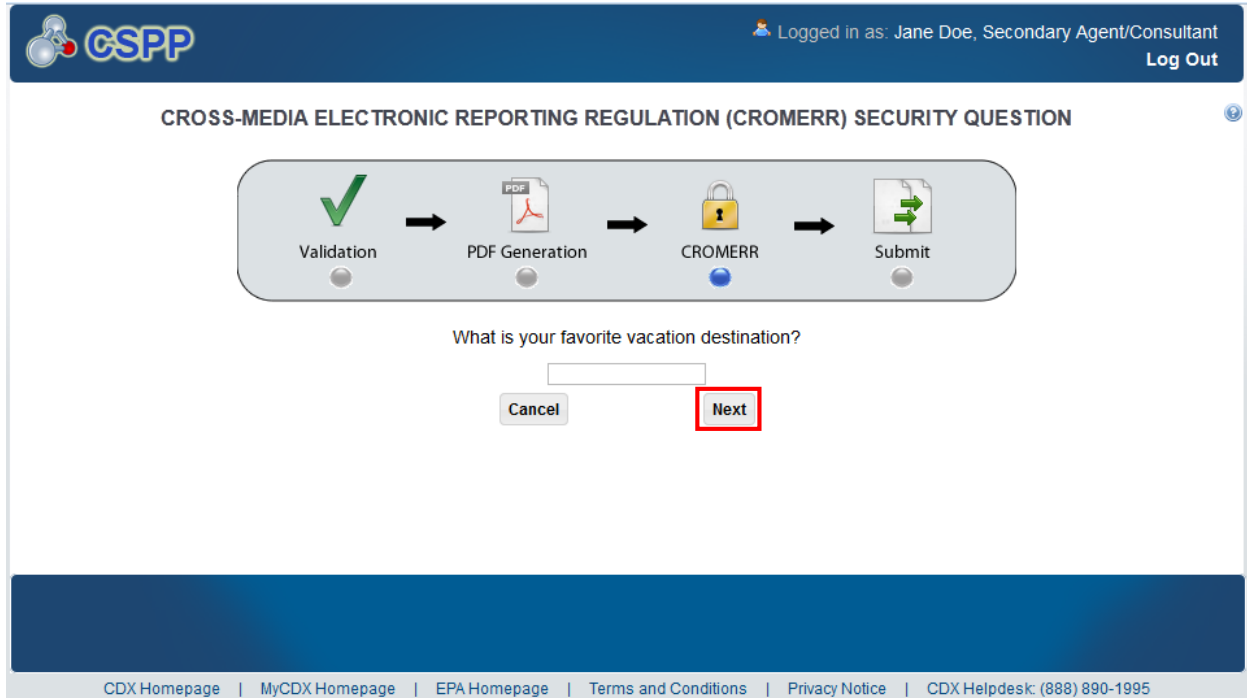 CSPP
Logged in as: Jane Doe, Secondary Agent/Consultant
Log Out
CROSS-MEDIA ELECTRONIC REPORTING REGULATION (CROMERR) SECURITY QUESTION
?
PDF
Validation PDF Generation CROMERR Submit
What is your favorite vacation destination?
Cancel Next
CDX Homepage | MyCDX Homepage | EPA Homepage | Terms and Conditions | Privacy Notice | CDX Helpdesk: (888) 890-1995